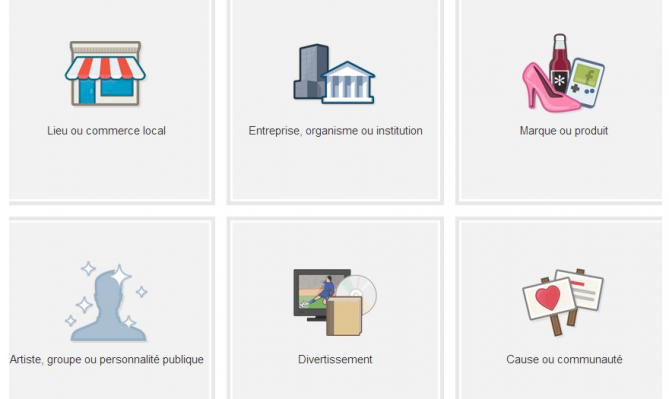 Lieu ou commerce local
Entreprise, organisme ou institution
Marque ou produit
Artiste, groupe ou personnalité publique
Divertissement
Cause ou communauté